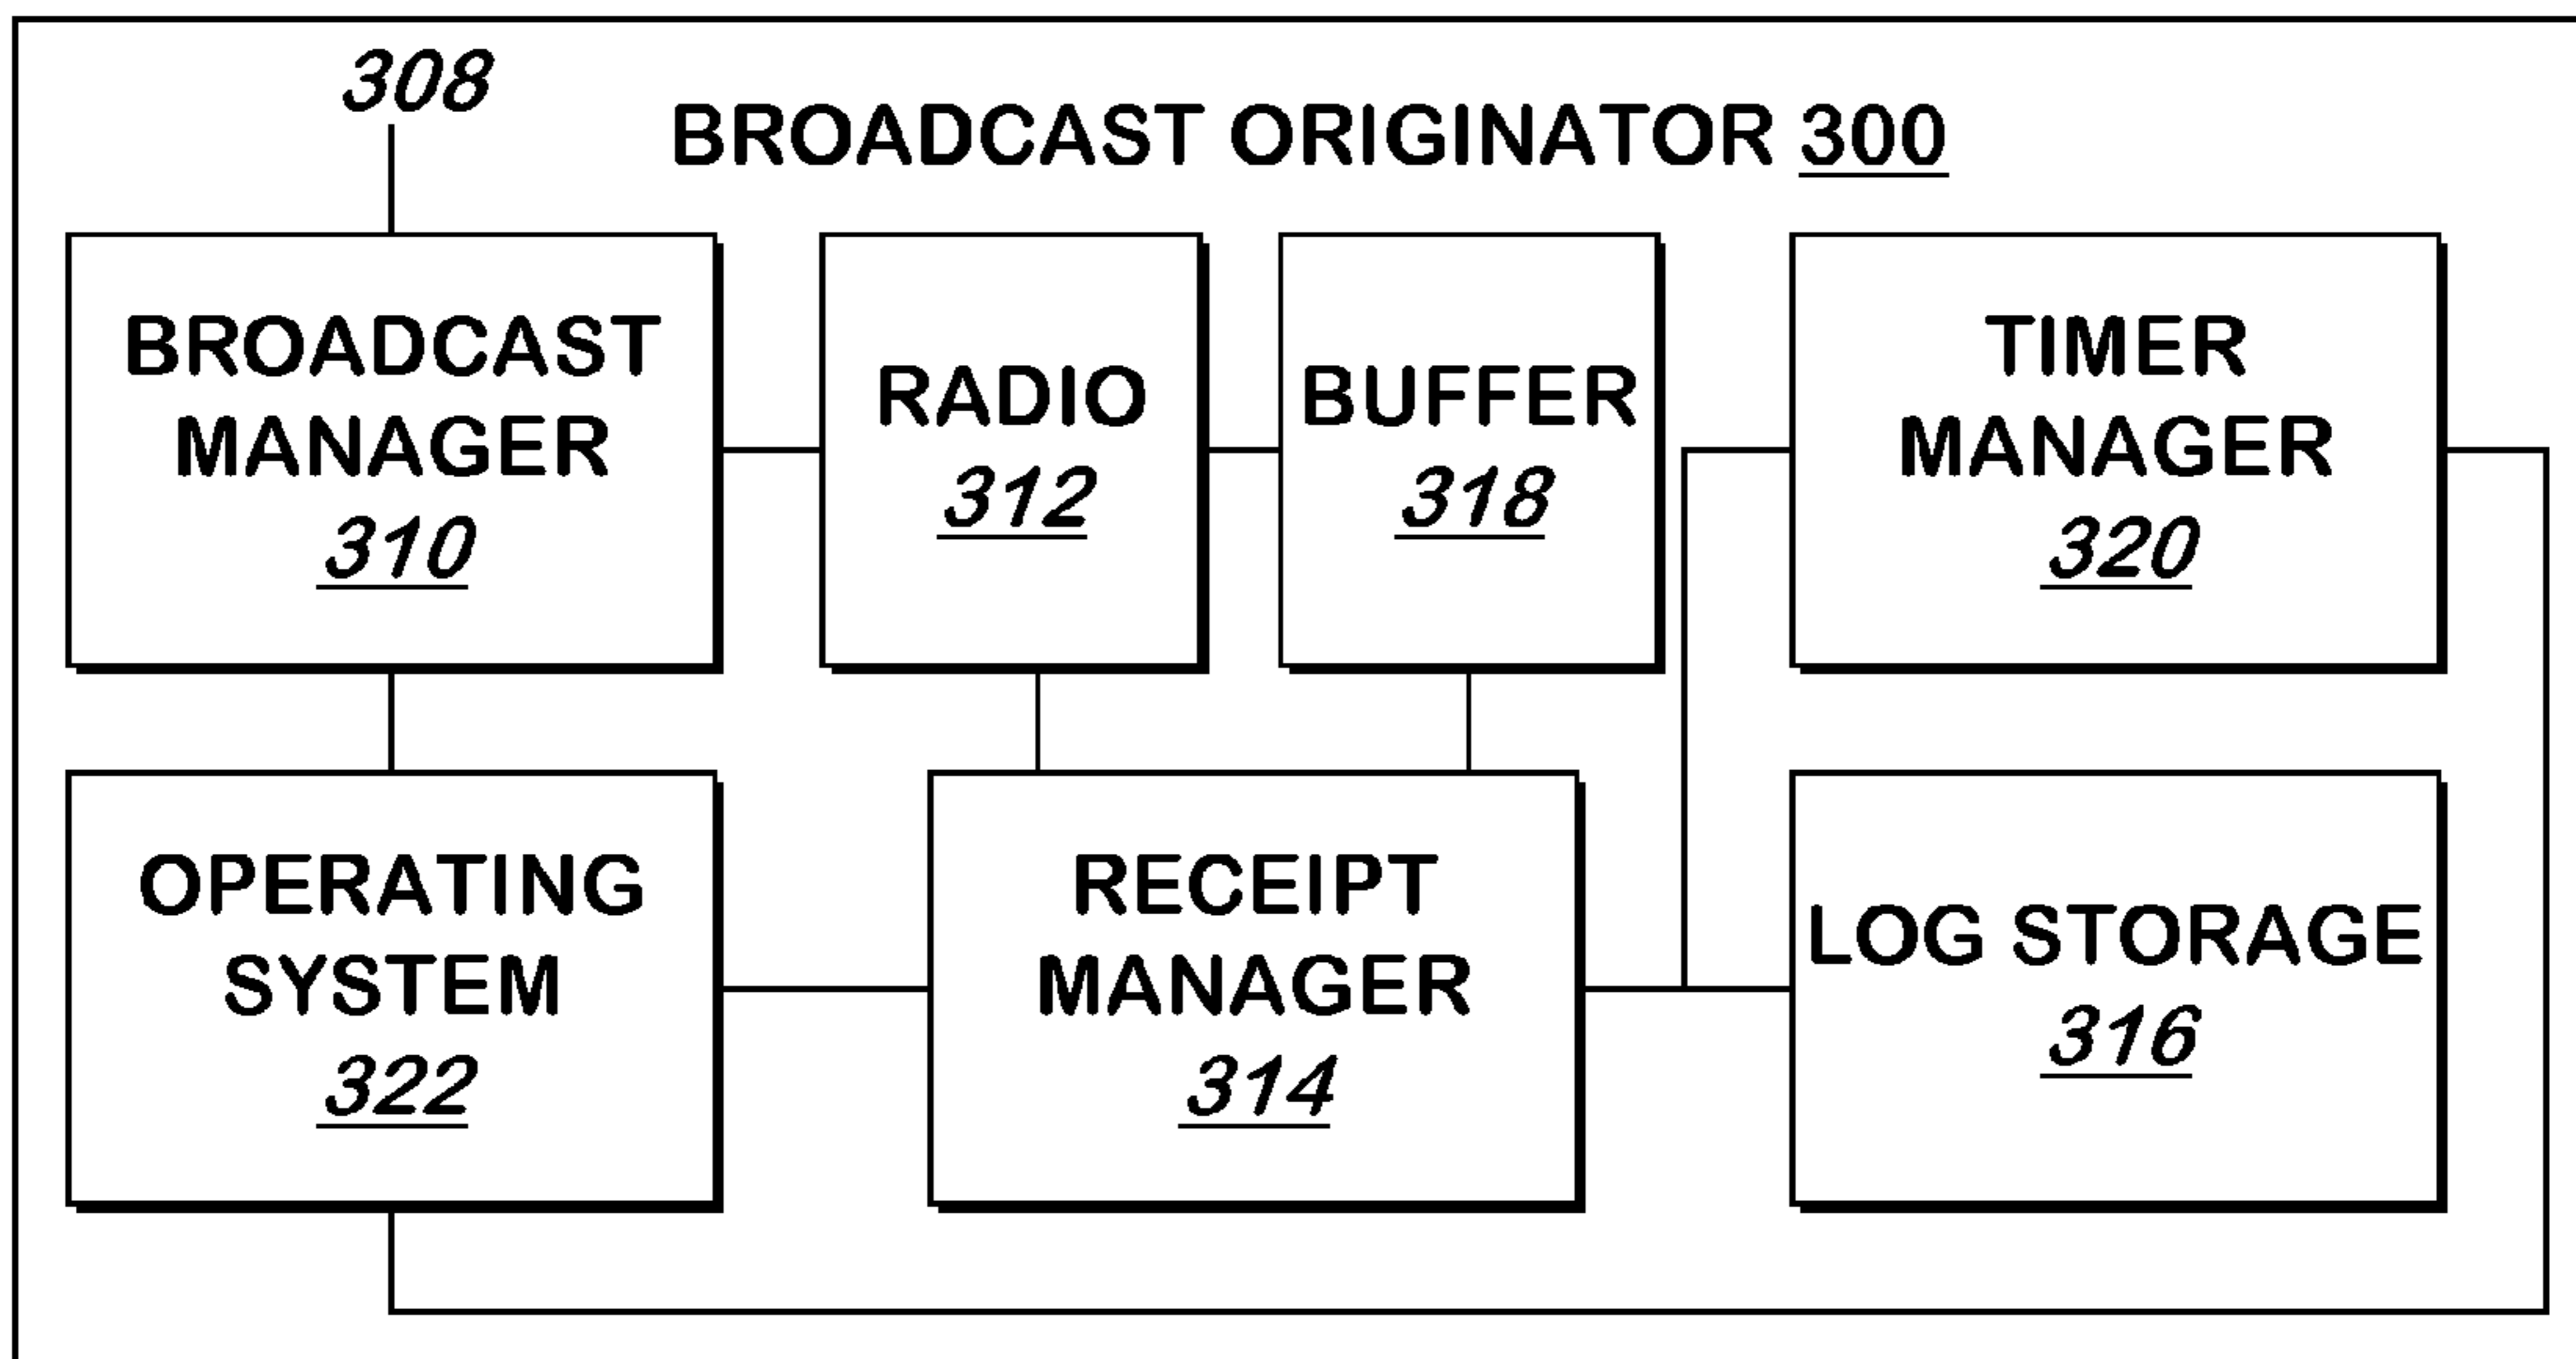 308
BROADCAST ORIGINATOR 300
BROADCAST
MANAGER
310
RADIO
312
BUFFER
318
TIMER
MANAGER
320
OPERATING
SYSTEM
322
RECEIPT
MANAGER
314
LOG STORAGE
316